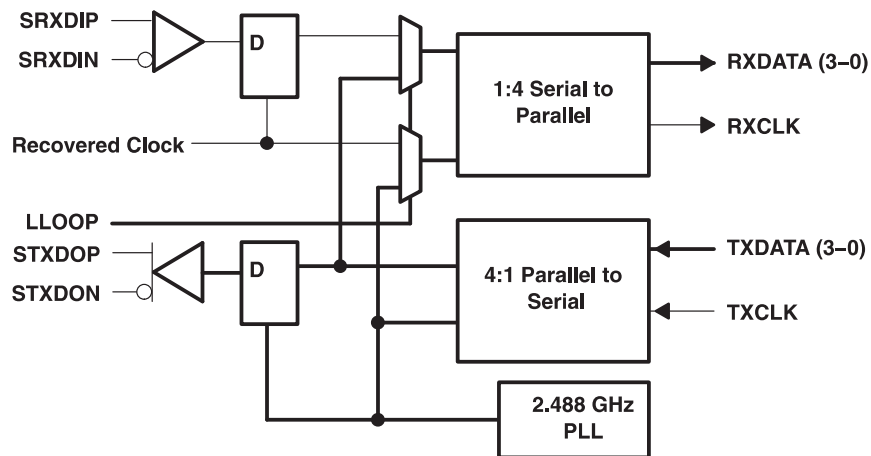 SRXDIP
SRXDIN
D
1:4 Serial to
Parallel
RXDATA (3–0)
RXCLK
Recovered Clock
LLOOP
STXDOP
STXDON
D
4:1 Parallel to
Serial
TXDATA (3–0)
TXCLK
2.488 GHz
PLL